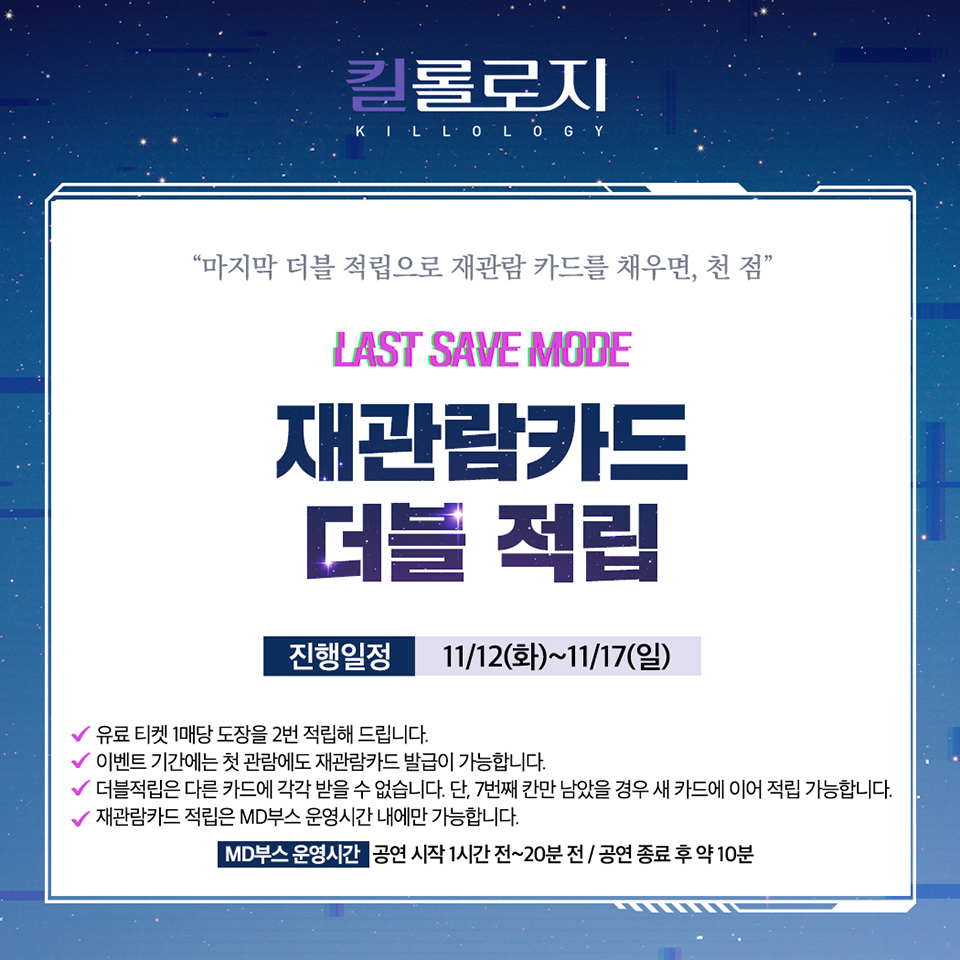 킬롤로지
KILLOLOGY
“마지막 더블 적립으로 재관람 카드를 채우면, 천 점”
LAST SAVE MODE
재관람카드
더블 적립
진행일정 11/12(화)~11/17(일)
✓ 유료 티켓 1매당 도장을 2번 적립해 드립니다.
✓ 이벤트 기간에는 첫 관람에도 재관람카드 발급이 가능합니다.
✓ 더블적립은 다른 카드에 각각 받을 수 없습니다. 단, 7번째 칸만 남았을 경우 새 카드에 이어 적립 가능합니다.
✓ 재관람카드 적립은 MD부스 운영시간 내에만 가능합니다.
MD부스 운영시간 공연 시작 1시간 전~20분 전 / 공연 종료 후 약 10분